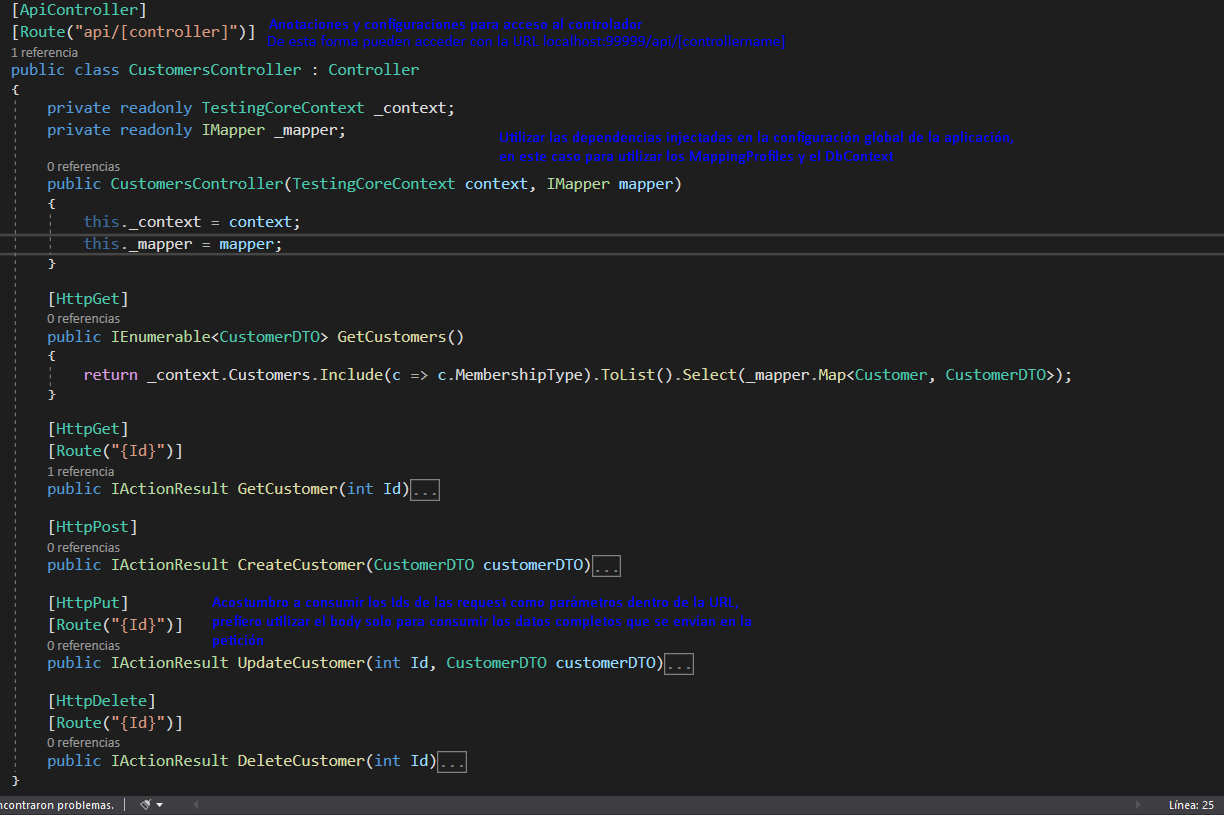 [ApiController]
[Route("api/[controller]")]
Anotaciones y configuraciones para acceso al controlador
De esta forma pueden acceder con la URL localhost:99999/api/[controllername]
1 referencia
public class CustomersController : Controller
{
private readonly TestingCoreContext _context;
private readonly IMapper _mapper;
Utilizar las dependencies injectadas en la configuración global de la aplicación,
en este caso para utilizar los MappingProfiles y el DbContext
0 referencias
public CustomersController(TestingCoreContext context, IMapper mapper)
{
this._context = context;
this._mapper = mapper;
}
[HttpGet]
0 referencias
public IEnumerable<CustomerDTO> GetCustomers()
{
return _context.Customers.Include(c => c.MembershipType).ToList().Select(_mapper.Map<Customer, CustomerDTO>);
}
[HttpGet]
[Route("{Id}")]
1 referencia
public IActionResult GetCustomer(int Id)...
[HttpPost]
0 referencias
public IActionResult CreateCustomer(CustomerDTO customerDTO)...
[HttpPut]
[Route("{Id}")]
Acostumbro a consumir los Ids de las request como parámetros dentro de la URL,
prefiero utilizar el body solo para consumir los datos completos que se envian en la
petición
0 referencias
public IActionResult UpdateCustomer(int Id, CustomerDTO customerDTO)...
[HttpDelete]
[Route("{Id}")]
0 referencias
public IActionResult DeleteCustomer(int Id)...
}
ncontraron problemas.
Línea: 25